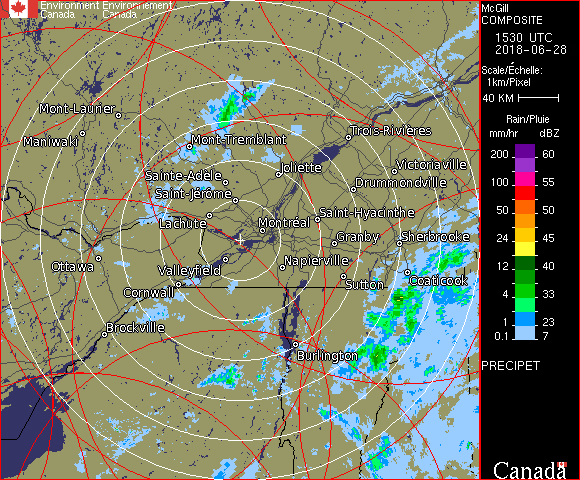 Environment Environnement
Canada Canada
McGill
COMPOSITE
1530 UTC
2018-06-28
Scale/Échelle:
1km/Pixel
40 KM
Rain/Pluie
mm/hr dBZ
200 60
100 55
50 50
24 45
12 40
4 33
1 23
0.1 7
PRECIPET
Canada
Mont-Laurier
Maniwaki
Mont-Tremblant
Trois-Rivières
Sainte-Adèle
Joliette
Victoriaville
Saint-Jérôme
Drummondville
Lachute
Montréal
Saint-Hyacinthe
Granby
Sherbrooke
Ottawa
Valleyfield
Napierville
Cornwall
Sutton
Coaticook
Brockville
Burlington